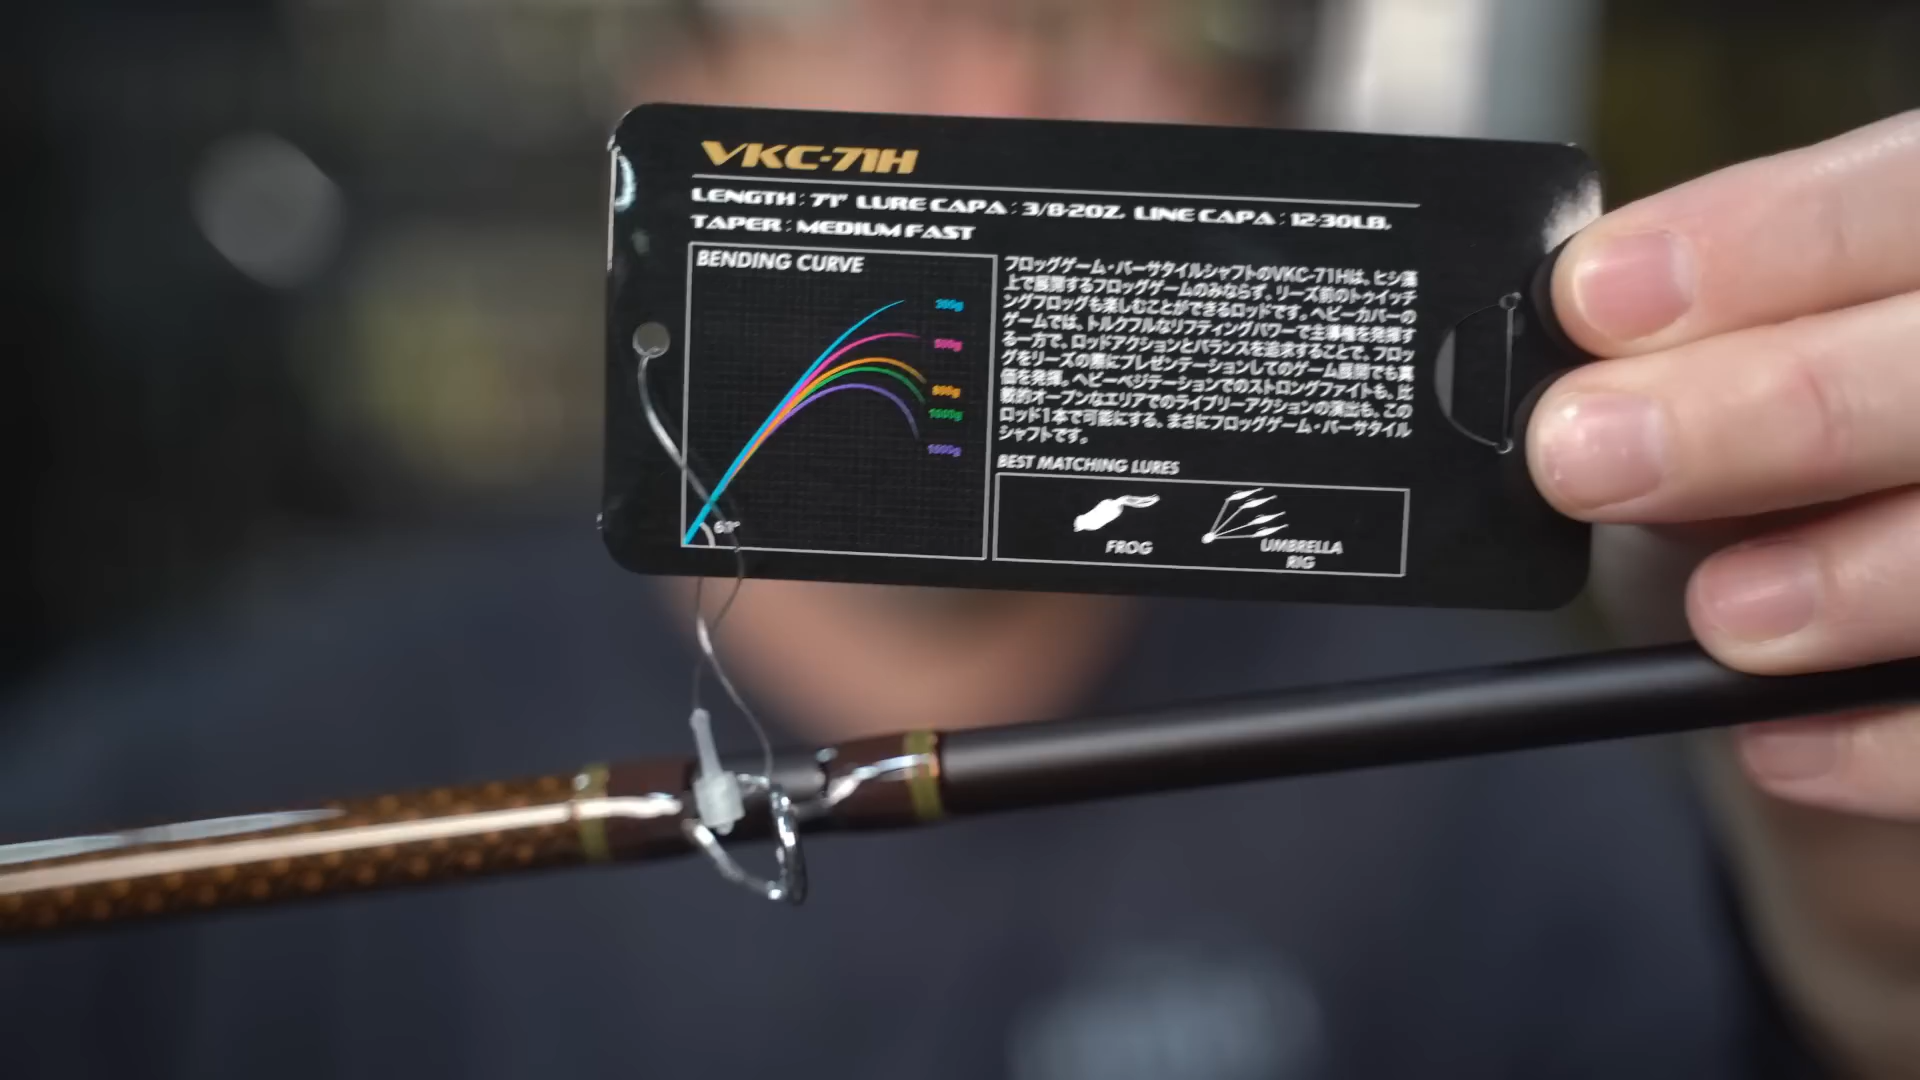 VKC-71H
LENGTH : 7'1" LURE CAPA : 3/8-2OZ. LINE CAPA : 12-30LB.
TAPER : MEDIUM FAST
BENDING CURVE
500g
800g
1000g
63°
フロッグゲーム・バーサタイルシャフトのVKC-71Hは、ヒシ藻
上で展開するフロッグゲームのみならず、リーズ前のトゥイッチ
ングフロッグも楽しむことができるロッドです。ヘビーカバーの
ゲームでは、トルクフルなリフティングパワーで主導権を発揮す
る一方で、ロッドアクションとバランスを追求することで、フロッ
グをリーズの際にプレゼンテーションしてのゲーム展開でも真
価を発揮。ヘビーベジテーションでのストロングファイトも、比
較的オープンなエリアでのライブリーアクションの演出も、この
ロッド1本で可能にする、まさにフロッグゲーム・バーサタイル
シャフトです。
BEST MATCHING LURES
FROG
UMBRELLA
RIG